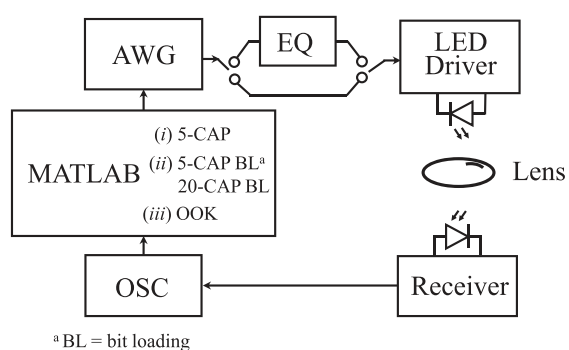 AWG
EQ
LED
Driver
MATLAB
(i) 5-CAP
(ii) 5-CAP BLᵃ
20-CAP BL
(iii) OOK
Lens
OSC
Receiver
ᵃ BL = bit loading